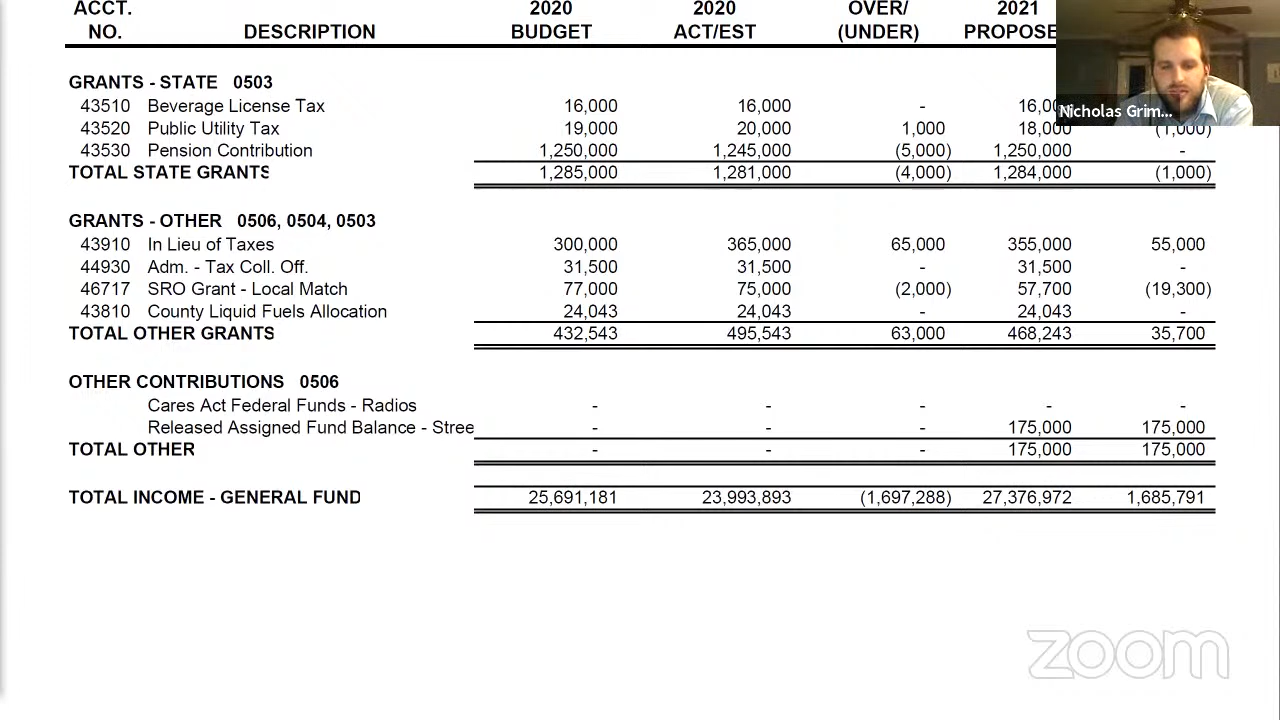 ACCT. 2020 2020 OVER/ 2021
NO. DESCRIPTION BUDGET ACT/EST (UNDER) PROPOSE
GRANTS - STATE 0503
43510 Beverage License Tax 16,000 16,000 - 16,00
43520 Public Utility Tax 19,000 20,000 1,000 18,000 (1,000)
43530 Pension Contribution 1,250,000 1,245,000 (5,000) 1,250,000 -
TOTAL STATE GRANTS 1,285,000 1,281,000 (4,000) 1,284,000 (1,000)
GRANTS - OTHER 0506, 0504, 0503
43910 In Lieu of Taxes 300,000 365,000 65,000 355,000 55,000
44930 Adm. - Tax Coll. Off. 31,500 31,500 - 31,500 -
46717 SRO Grant - Local Match 77,000 75,000 (2,000) 57,700 (19,300)
43810 County Liquid Fuels Allocation 24,043 24,043 - 24,043 -
TOTAL OTHER GRANTS 432,543 495,543 63,000 468,243 35,700
OTHER CONTRIBUTIONS 0506
Cares Act Federal Funds - Radios - - - - -
Released Assigned Fund Balance - Stree - - - 175,000 175,000
TOTAL OTHER - - - 175,000 175,000
TOTAL INCOME - GENERAL FUND 25,691,181 23,993,893 (1,697,288) 27,376,972 1,685,791
Nicholas Grim...
zoom